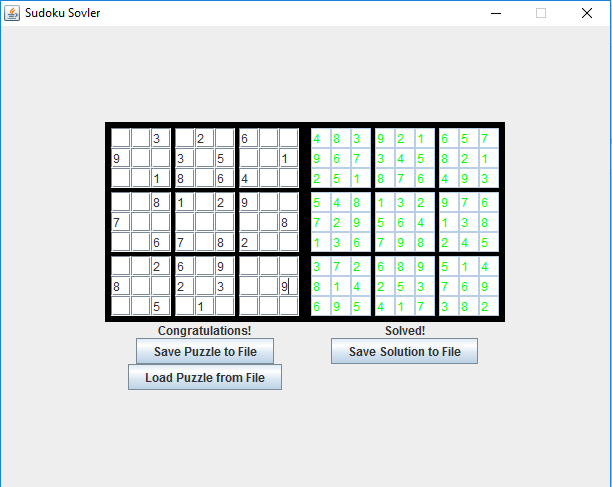 Sudoku Sovler
3 2 6 4 8 3 9 2 1 6 5 7
9 3 5 1 9 6 7 3 4 5 8 2 1
1 8 6 4 2 5 1 8 7 6 4 9 3
8 1 2 9 5 4 8 1 3 2 9 7 6
7 8 7 2 9 5 6 4 1 3 8
6 7 8 2 1 3 6 7 9 8 2 4 5
2 6 9 3 7 2 6 8 9 5 1 4
8 2 3 9 8 1 4 2 5 3 7 6 9
5 1 6 9 5 4 1 7 3 8 2
Congratulations! Solved!
Save Puzzle to File Save Solution to File
Load Puzzle from File